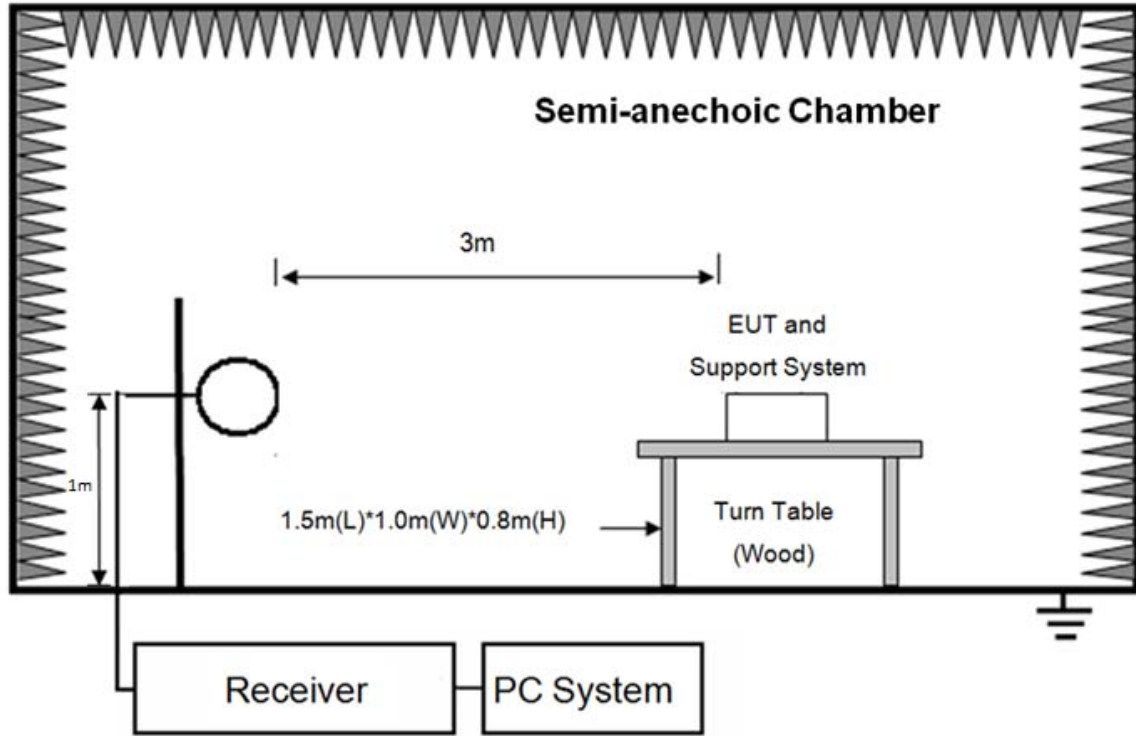 Semi-anechoic Chamber
3m
EUT and
Support System
1m
1.5m(L)*1.0m(W)*0.8m(H)
Turn Table
(Wood)
Receiver
PC System